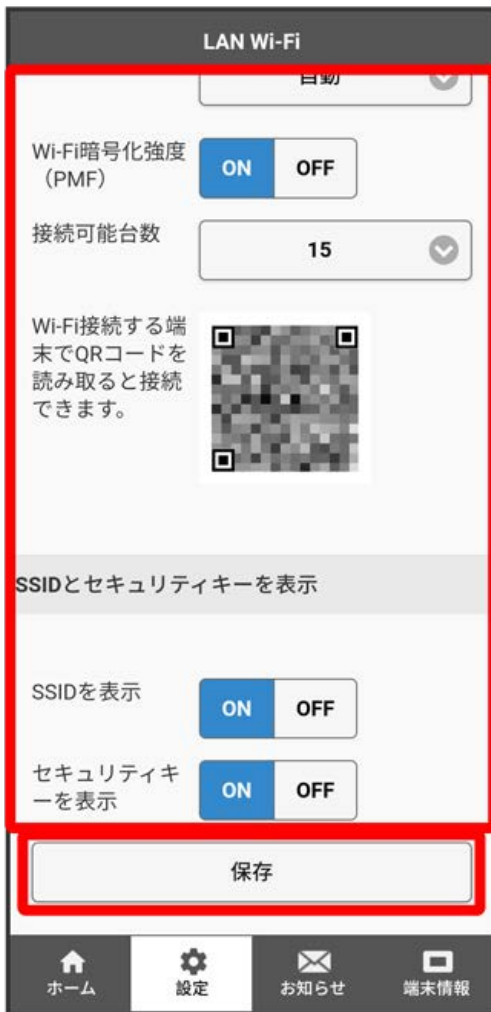 LAN Wi-Fi
自動
Wi-Fi暗号化強度
（PMF）
ON OFF
接続可能台数
15
Wi-Fi接続する端
末でQRコードを
読み取ると接続
できます。
SSIDとセキュリティキーを表示
SSIDを表示
ON OFF
セキュリティキ
ーを表示
ON OFF
保存
ホーム 設定 お知らせ 端末情報